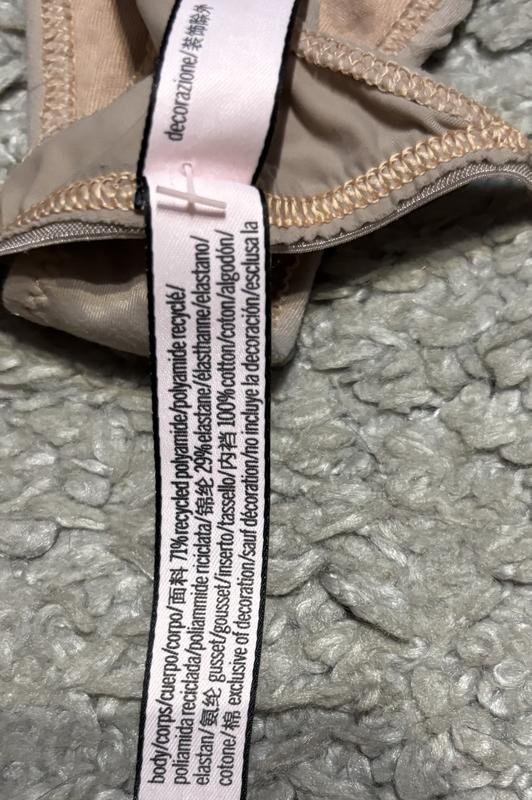 body/corps/cuerpo/corpo/面料 71% recycled polyamide/polyamide recyclé/
poliamida reciclada/poliammide riciclata/锦纶 29% elastane/élasthanne/elastano/
elastan/氨纶 gusset/gousset/inserto/tassello/内裆 100% cotton/coton/algodón/
cotone/棉 exclusive of decoration/sauf décoration/no incluye la decoración/esclusa la
decorazione/装饰除外